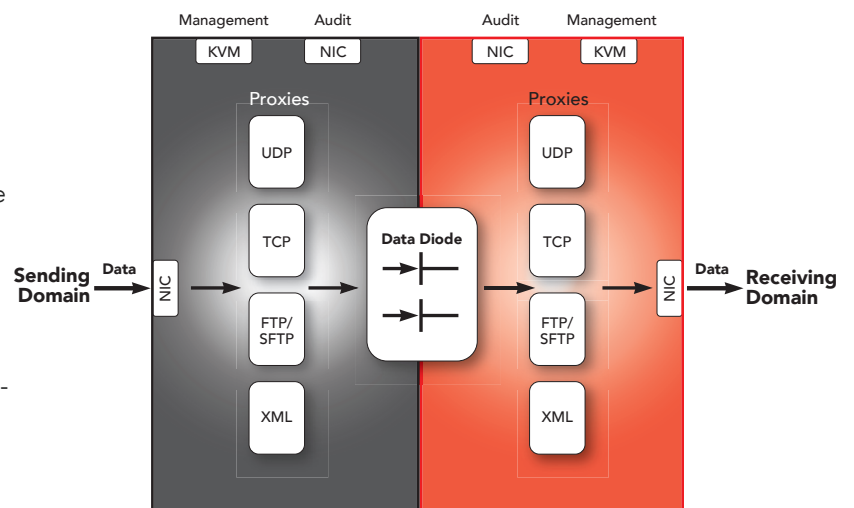 Management Audit Audit Management
KVM NIC NIC KVM
Proxies Proxies
UDP UDP
e
TCP TCP
Data Diode
Sending
Domain
Data
NIC
NIC
Data
Receiving
Domain
FTP/
SFTP
FTP/
SFTP
-
XML XML